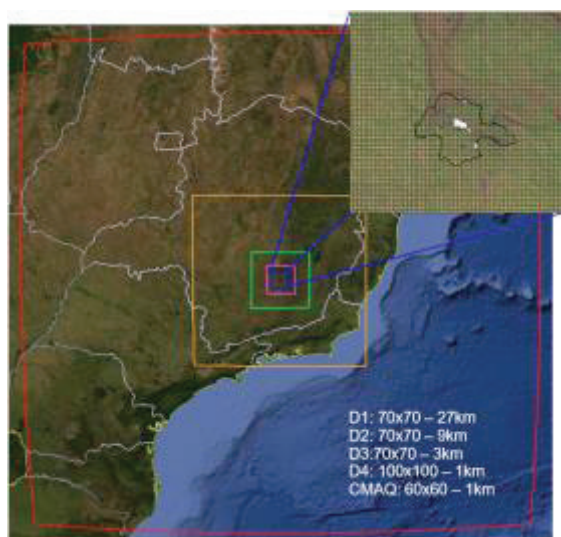 D1: 70x70 – 27km
D2: 70x70 – 9km
D3:70x70 – 3km
D4: 100x100 – 1km
CMAQ: 60x60 – 1km